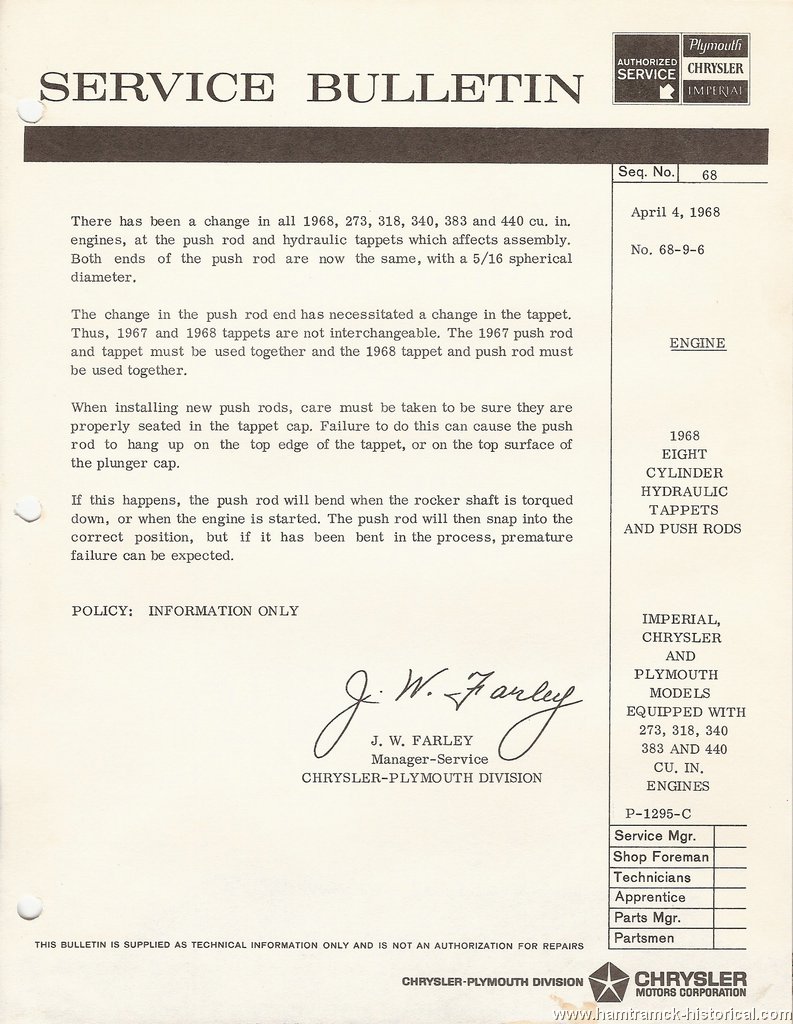 SERVICE BULLETIN
AUTHORIZED
SERVICE
Plymouth
CHRYSLER
IMPERIAL
Seq. No. 68
April 4, 1968
No. 68-9-6
There has been a change in all 1968, 273, 318, 340, 383 and 440 cu. in.
engines, at the push rod and hydraulic tappets which affects assembly.
Both ends of the push rod are now the same, with a 5/16 spherical
diameter.
The change in the push rod end has necessitated a change in the tappet.
Thus, 1967 and 1968 tappets are not interchangeable. The 1967 push rod
and tappet must be used together and the 1968 tappet and push rod must
be used together.
When installing new push rods, care must be taken to be sure they are
properly seated in the tappet cap. Failure to do this can cause the push
rod to hang up on the top edge of the tappet, or on the top surface of
the plunger cap.
If this happens, the push rod will bend when the rocker shaft is torqued
down, or when the engine is started. The push rod will then snap into the
correct position, but if it has been bent in the process, premature
failure can be expected.
POLICY: INFORMATION ONLY
J. W. Farley
J. W. FARLEY
Manager-Service
CHRYSLER-PLYMOUTH DIVISION
ENGINE
1968
EIGHT
CYLINDER
HYDRAULIC
TAPPETS
AND PUSH RODS
IMPERIAL,
CHRYSLER
AND
PLYMOUTH
MODELS
EQUIPPED WITH
273, 318, 340
383 AND 440
CU. IN.
ENGINES
P-1295-C
Service Mgr.
Shop Foreman
Technicians
Apprentice
Parts Mgr.
Partsmen
THIS BULLETIN IS SUPPLIED AS TECHNICAL INFORMATION ONLY AND IS NOT AN AUTHORIZATION FOR REPAIRS
CHRYSLER-PLYMOUTH DIVISION
CHRYSLER
MOTORS CORPORATION
www.hamtramck-historical.com